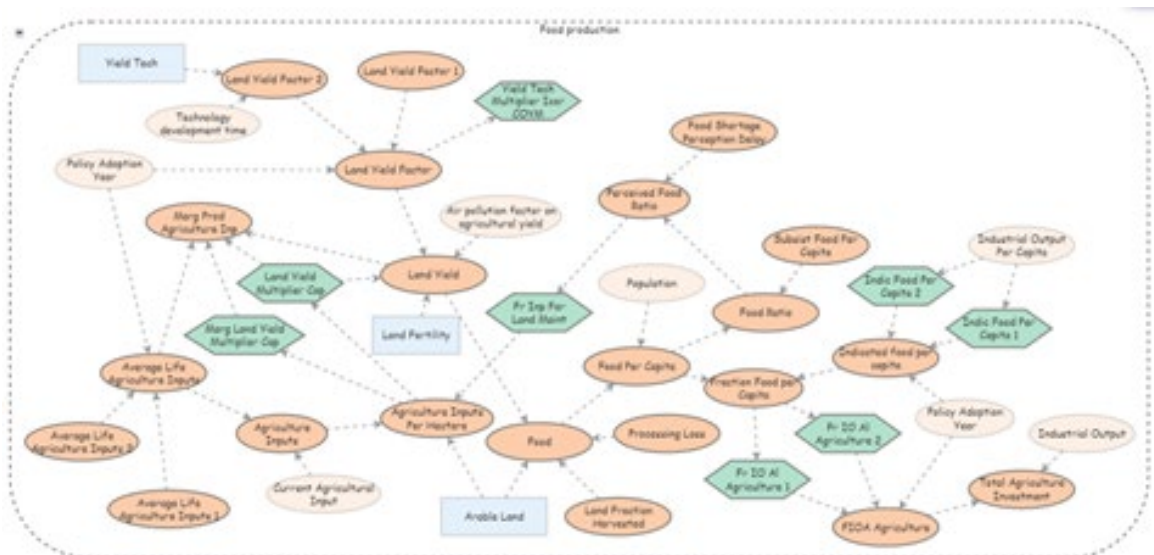 Food production
Yield Tech
Land Yield Factor 2
Land Yield Factor 1
Yield Tech
Multiplier Icor
COYM
Technology
development time
Food Shortage
Perception Delay
Policy Adoption
Year
Land Yield Factor
Perceived Food
Ratio
Marg Prod
Agriculture Inp
Air pollution factor on
agricultural yield
Subsist Food Per
Capita
Industrial Output
Per Capita
Land Yield
Multiplier Cap
Land Yield
Population
Indic Food Per
Capita 2
Fr Inp For
Land Maint
Food Ratio
Marg Land Yield
Multiplier Cap
Land Fertility
Indic Food Per
Capita 1
Average Life
Agriculture Inputs
Food Per Capita
Indicated food per
capita
Fraction Food per
Capita
Agriculture Inputs
Per Hectare
Average Life
Agriculture Inputs 2
Agriculture
Inputs
Food
Processing Loss
Policy Adoption
Year
Fr IO Al
Agriculture 2
Industrial Output
Fr IO Al
Agriculture 1
Current Agricultural
Input
Total Agriculture
Investment
Average Life
Agriculture Inputs 1
Arable Land
Land Fraction
Harvested
FIOA Agriculture